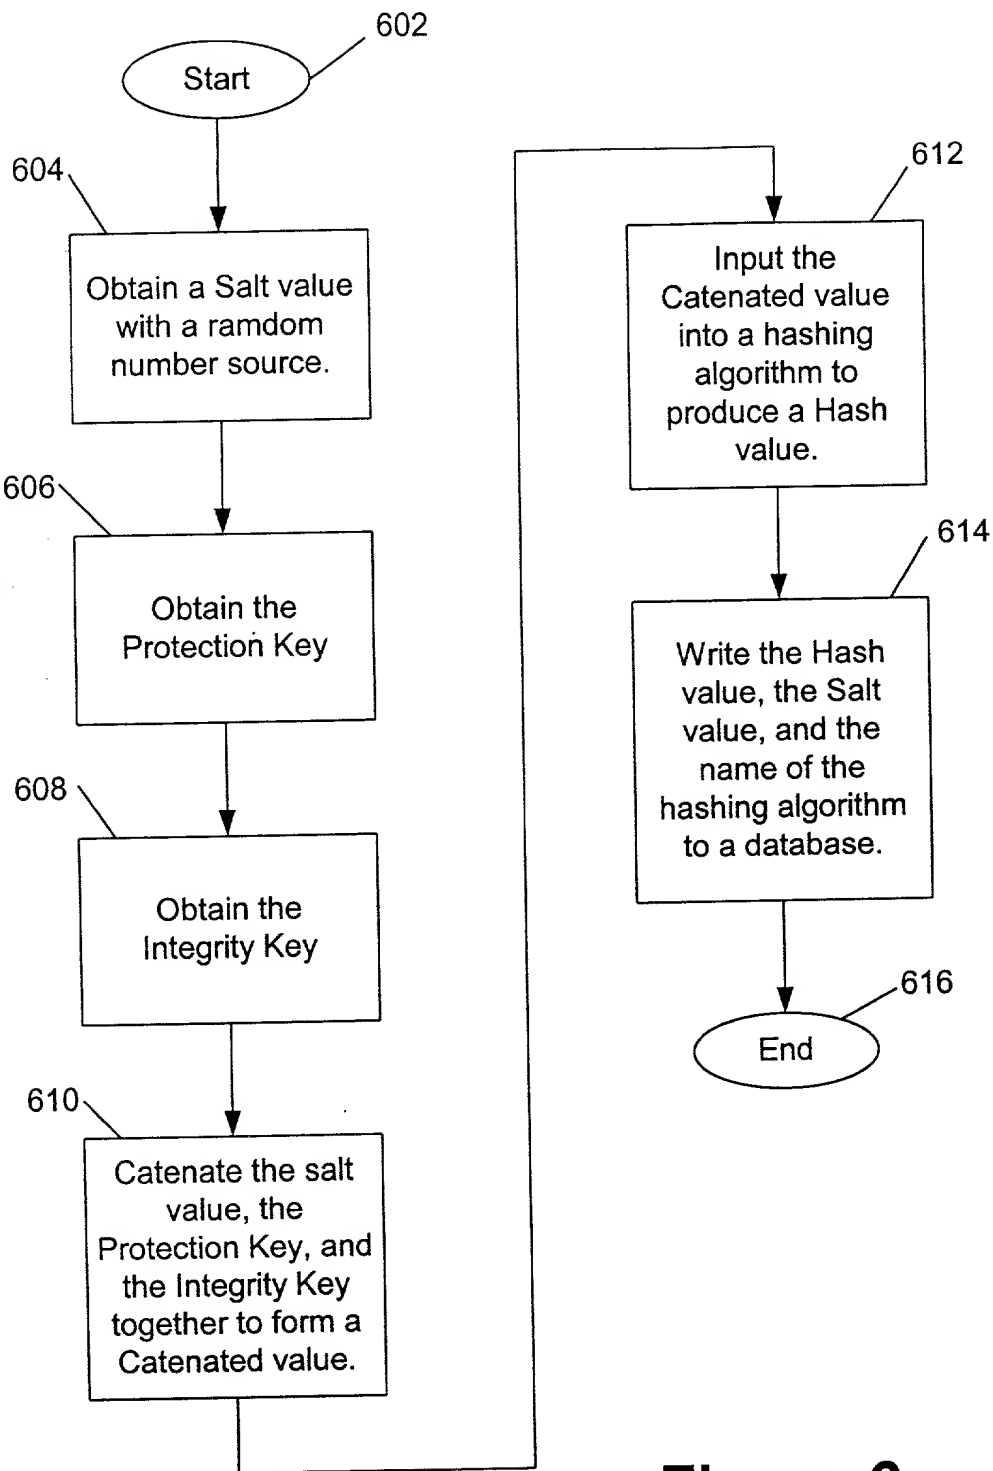 602
Start
604
Obtain a Salt value
with a ramdom
number source.
606
Obtain the
Protection Key
608
Obtain the
Integrity Key
610
Catenate the salt
value, the
Protection Key, and
the Integrity Key
together to form a
Catenated value.
612
Input the
Catenated value
into a hashing
algorithm to
produce a Hash
value.
614
Write the Hash
value, the Salt
value, and the
name of the
hashing algorithm
to a database.
616
End